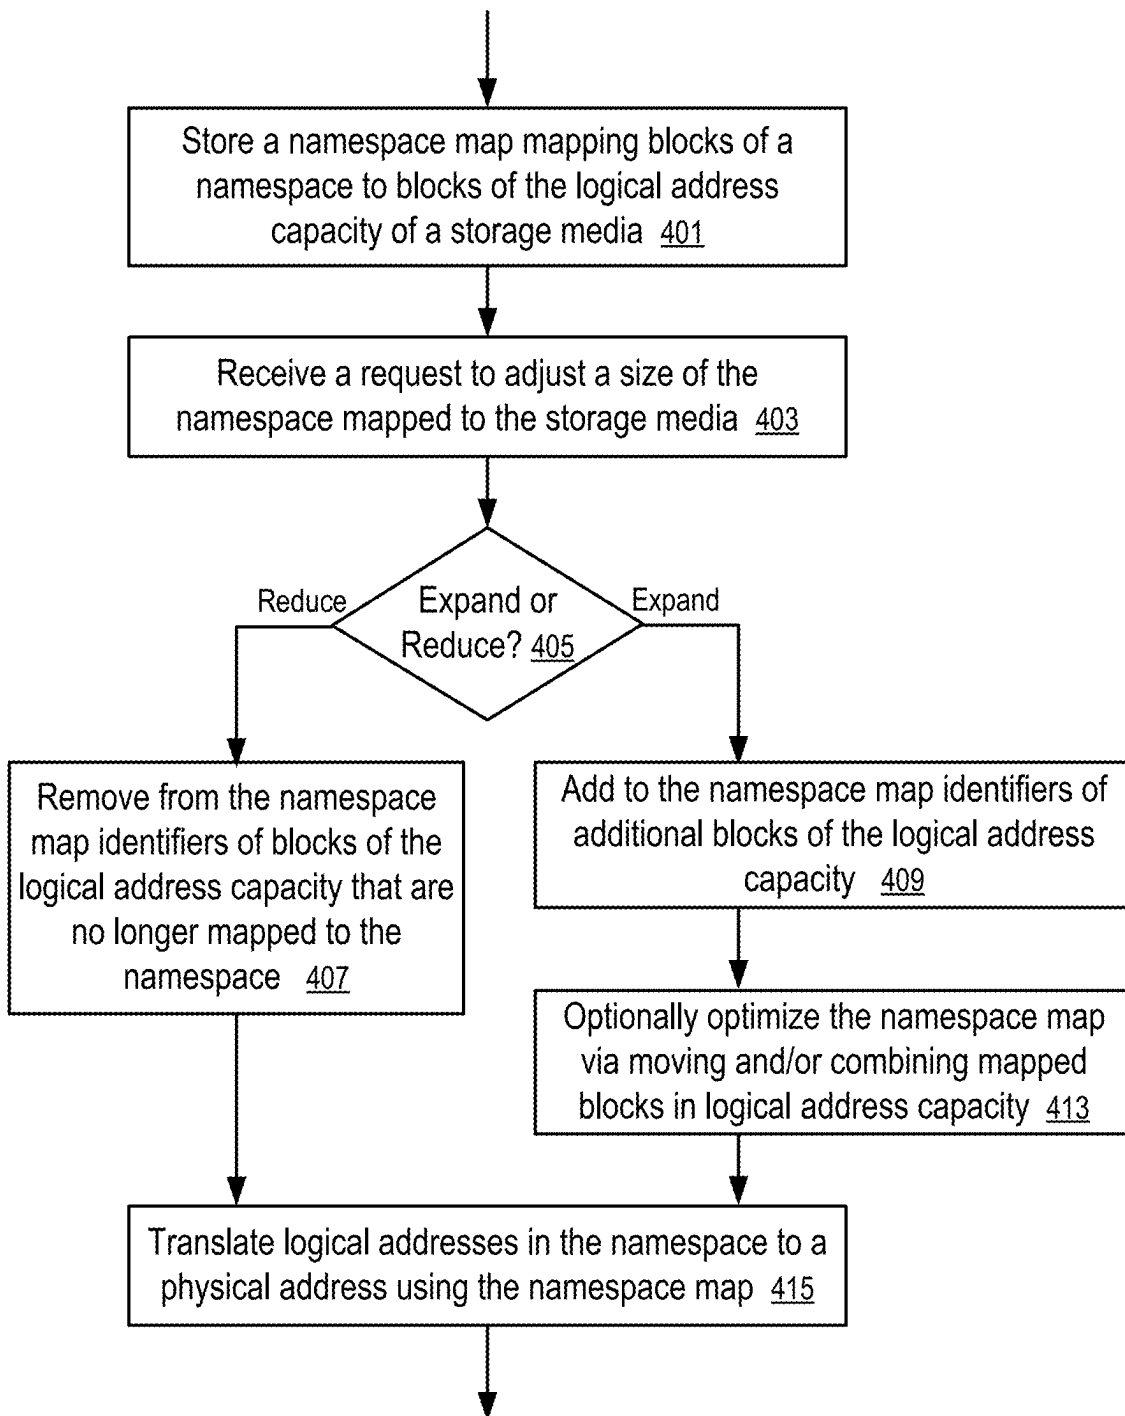 Store a namespace map mapping blocks of a
namespace to blocks of the logical address
capacity of a storage media 401
Receive a request to adjust a size of the
namespace mapped to the storage media 403
Reduce
Expand or
Reduce? 405
Expand
Remove from the namespace
map identifiers of blocks of the
logical address capacity that are
no longer mapped to the
namespace 407
Add to the namespace map identifiers of
additional blocks of the logical address
capacity 409
Optionally optimize the namespace map
via moving and/or combining mapped
blocks in logical address capacity 413
Translate logical addresses in the namespace to a
physical address using the namespace map 415